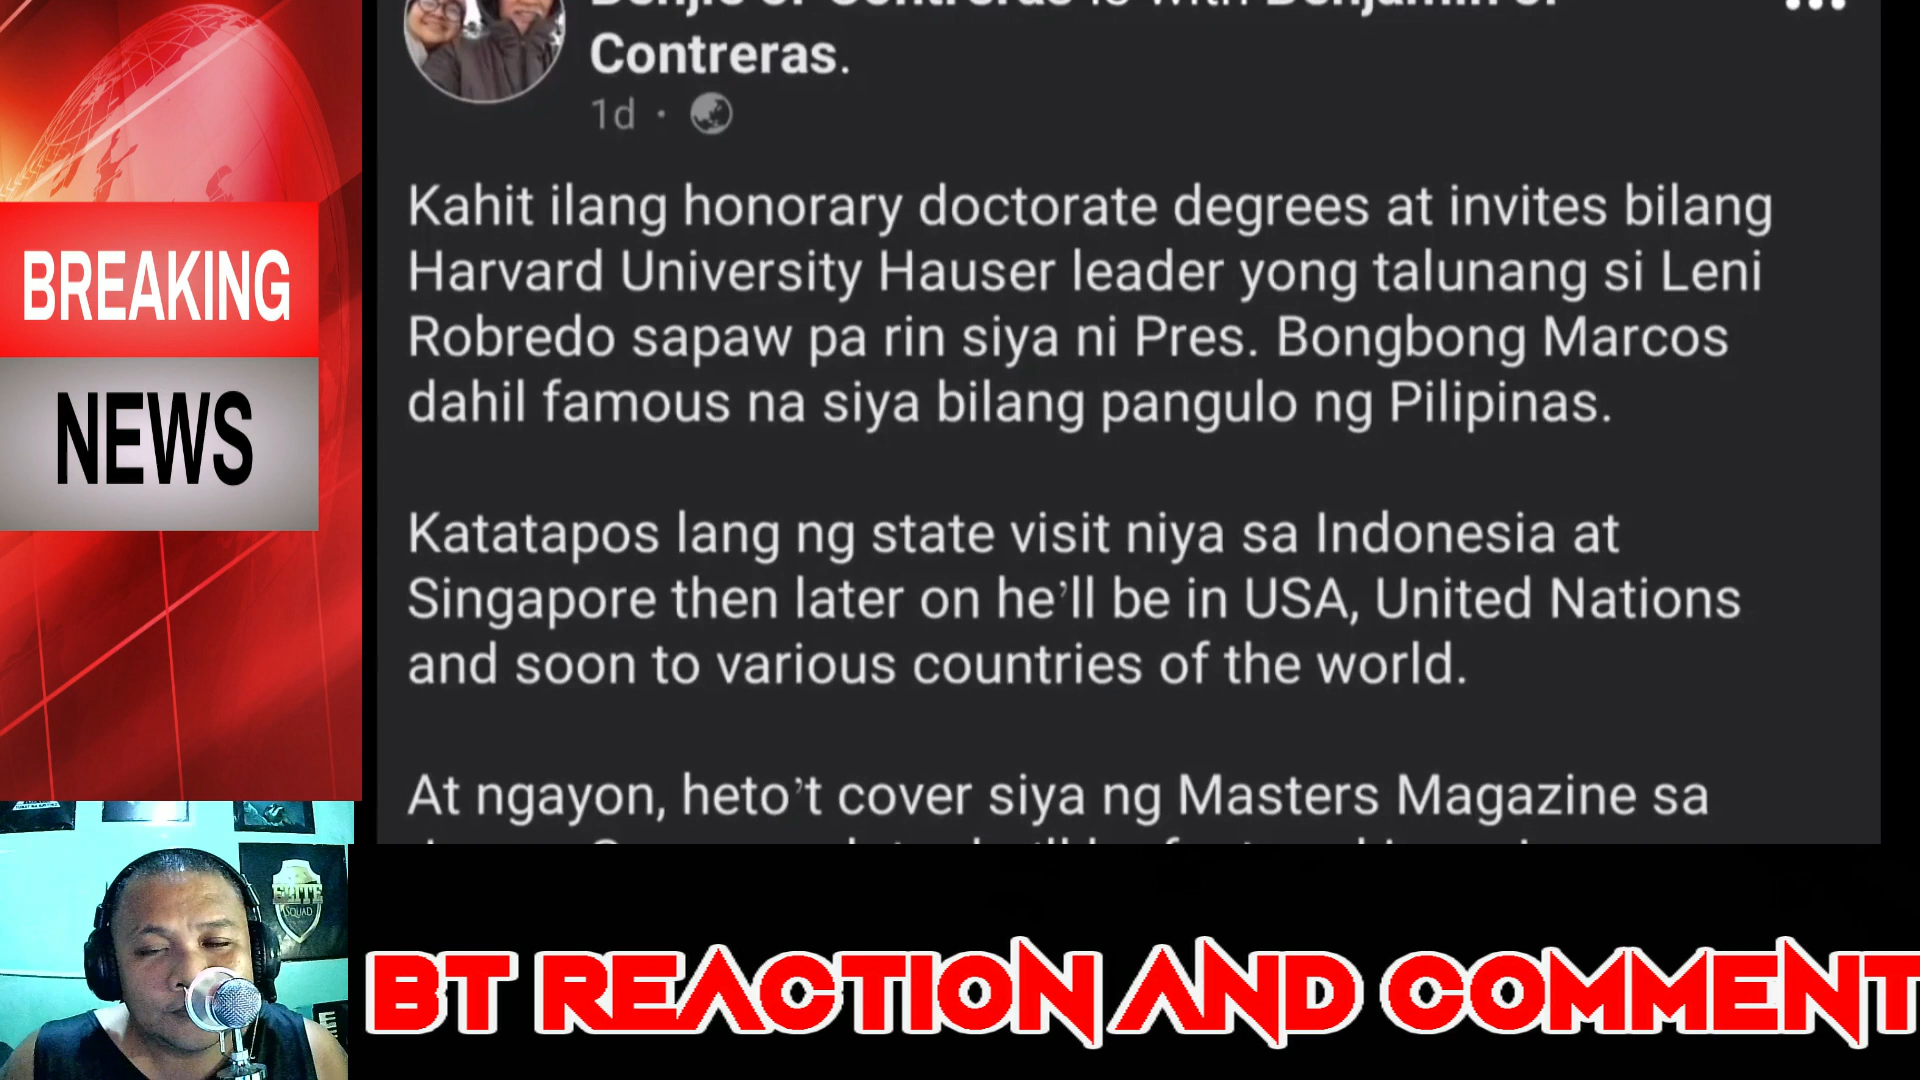 Contreras.
1d ·
Kahit ilang honorary doctorate degrees at invites bilang
Harvard University Hauser leader yong talunang si Leni
Robredo sapaw pa rin siya ni Pres. Bongbong Marcos
dahil famous na siya bilang pangulo ng Pilipinas.
Katatapos lang ng state visit niya sa Indonesia at
Singapore then later on he’ll be in USA, United Nations
and soon to various countries of the world.
At ngayon, heto’t cover siya ng Masters Magazine sa
BREAKING
NEWS
ELITE
SQUAD
BT REACTION AND COMMENT